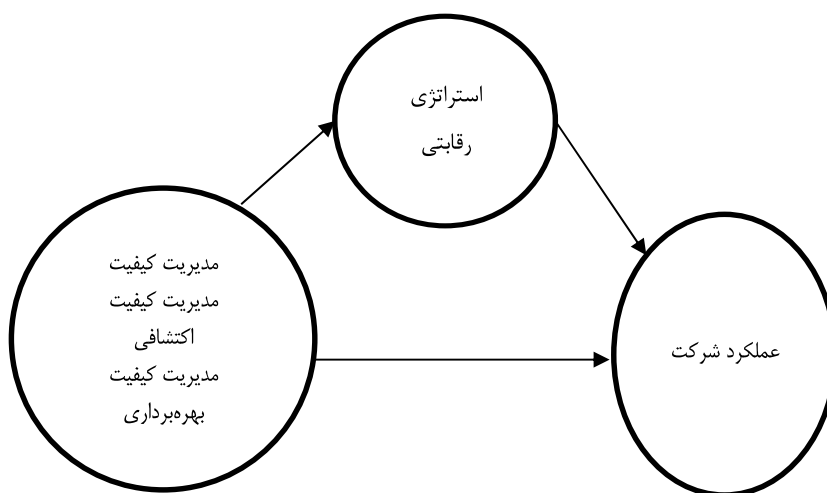 استراتژی
رقابتی
مدیریت کیفیت
مدیریت کیفیت
اکتشافی
مدیریت کیفیت
بهره‌برداری
عملکرد شرکت